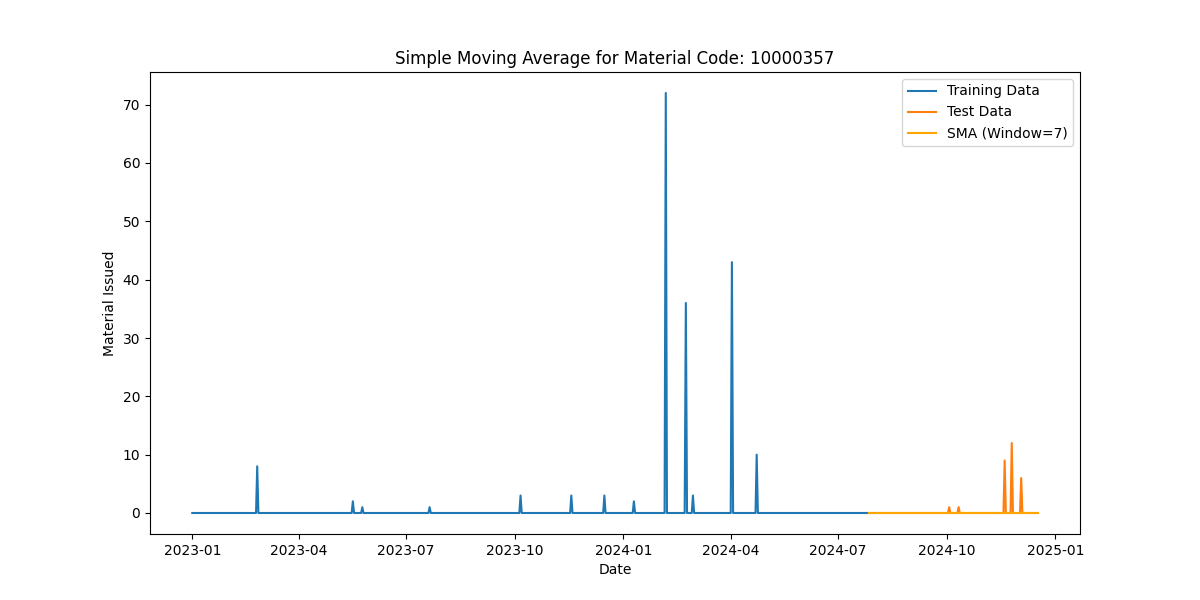 Simple Moving Average for Material Code: 10000357
Training Data
Test Data
SMA (Window=7)
Material Issued
70
60
50
40
30
20
10
0
2023-01 2023-04 2023-07 2023-10 2024-01 2024-04 2024-07 2024-10 2025-01
Date